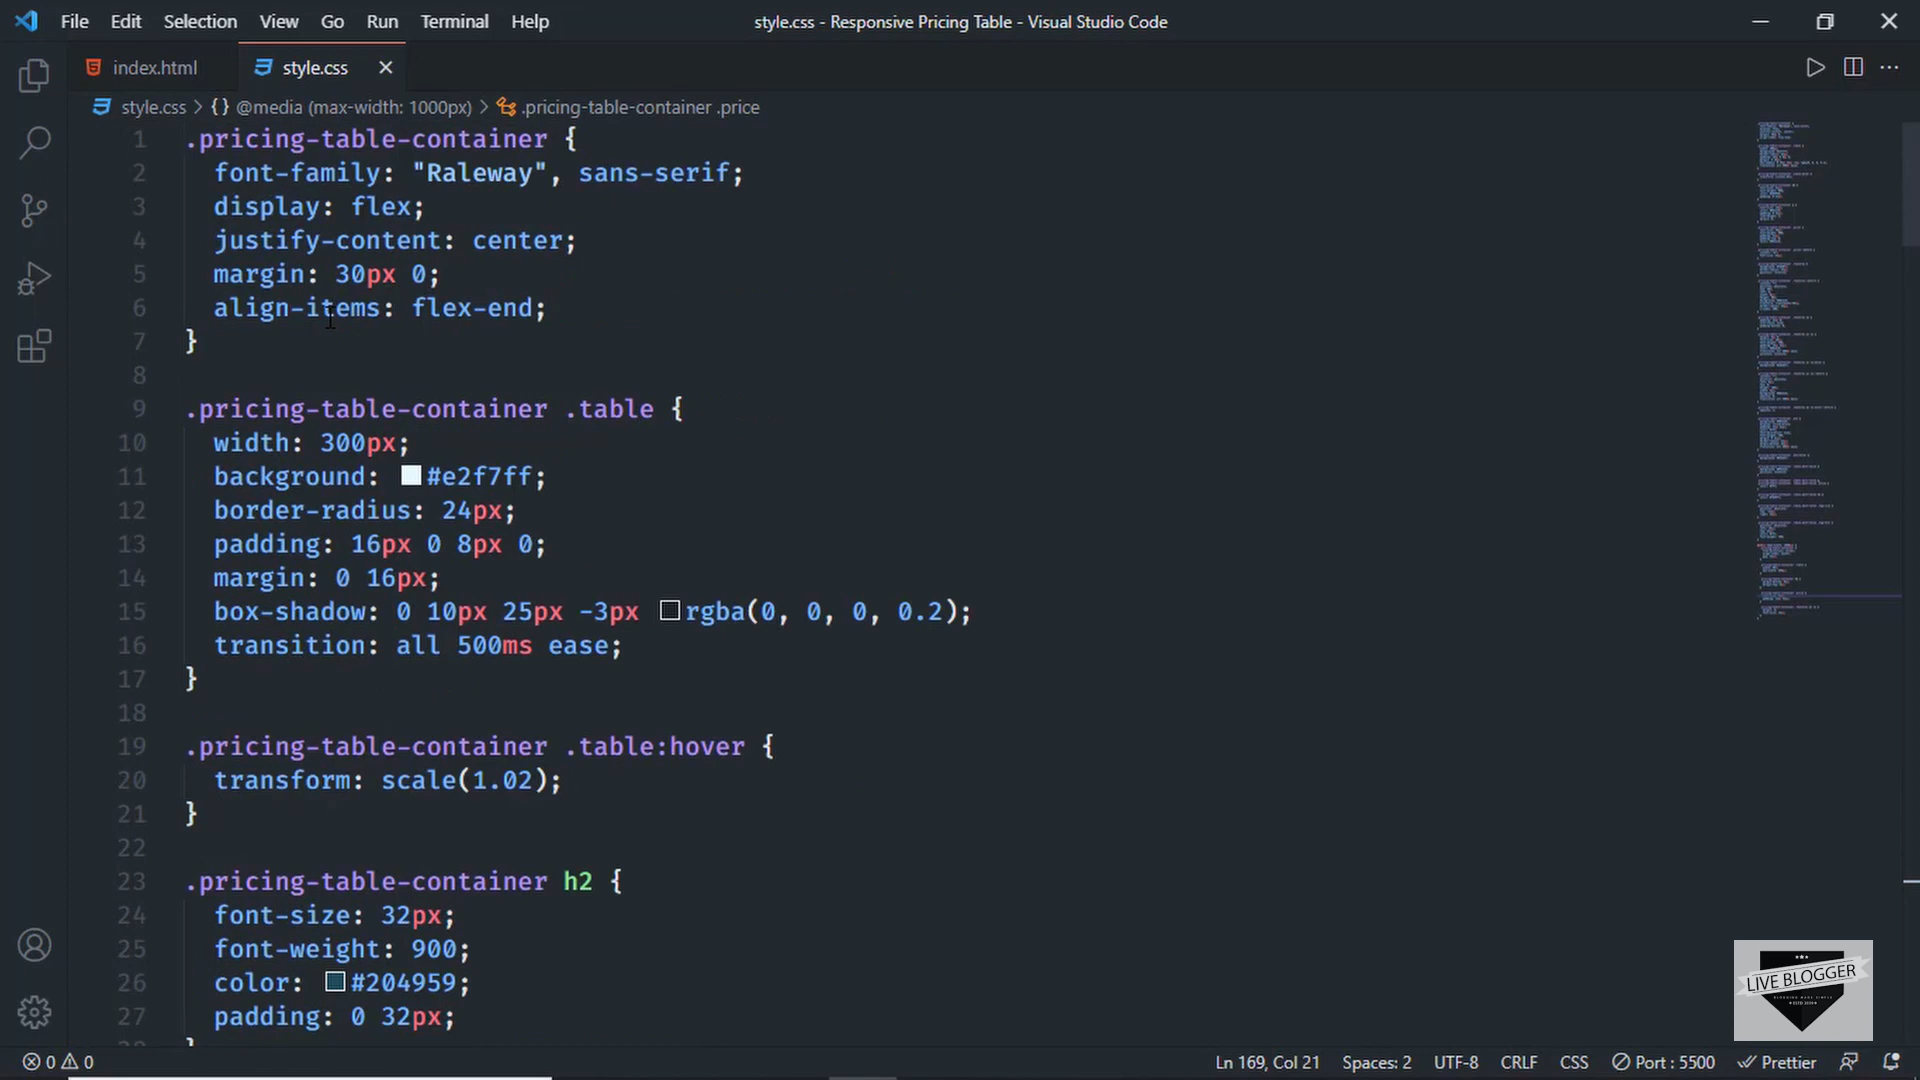 File Edit Selection View Go Run Terminal Help style.css - Responsive Pricing Table - Visual Studio Code
index.html style.css
style.css > {} @media (max-width: 1000px) > .pricing-table-container .price
1 .pricing-table-container {
2 font-family: "Raleway", sans-serif;
3 display: flex;
4 justify-content: center;
5 margin: 30px 0;
6 align-items: flex-end;
7 }
8
9 .pricing-table-container .table {
10 width: 300px;
11 background: #e2f7ff;
12 border-radius: 24px;
13 padding: 16px 0 8px 0;
14 margin: 0 16px;
15 box-shadow: 0 10px 25px -3px rgba(0, 0, 0, 0.2);
16 transition: all 500ms ease;
17 }
18
19 .pricing-table-container .table:hover {
20 transform: scale(1.02);
21 }
22
23 .pricing-table-container h2 {
24 font-size: 32px;
25 font-weight: 900;
26 color: #204959;
27 padding: 0 32px;
LIVE BLOGGER
0 0 Ln 169, Col 21 Spaces: 2 UTF-8 CRLF CSS Port : 5500 Prettier